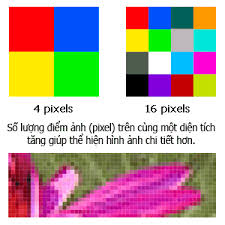 4 pixels
16 pixels
Số lượng điểm ảnh (pixel) trên cùng một diện tích
tăng giúp thể hiện hình ảnh chi tiết hơn.